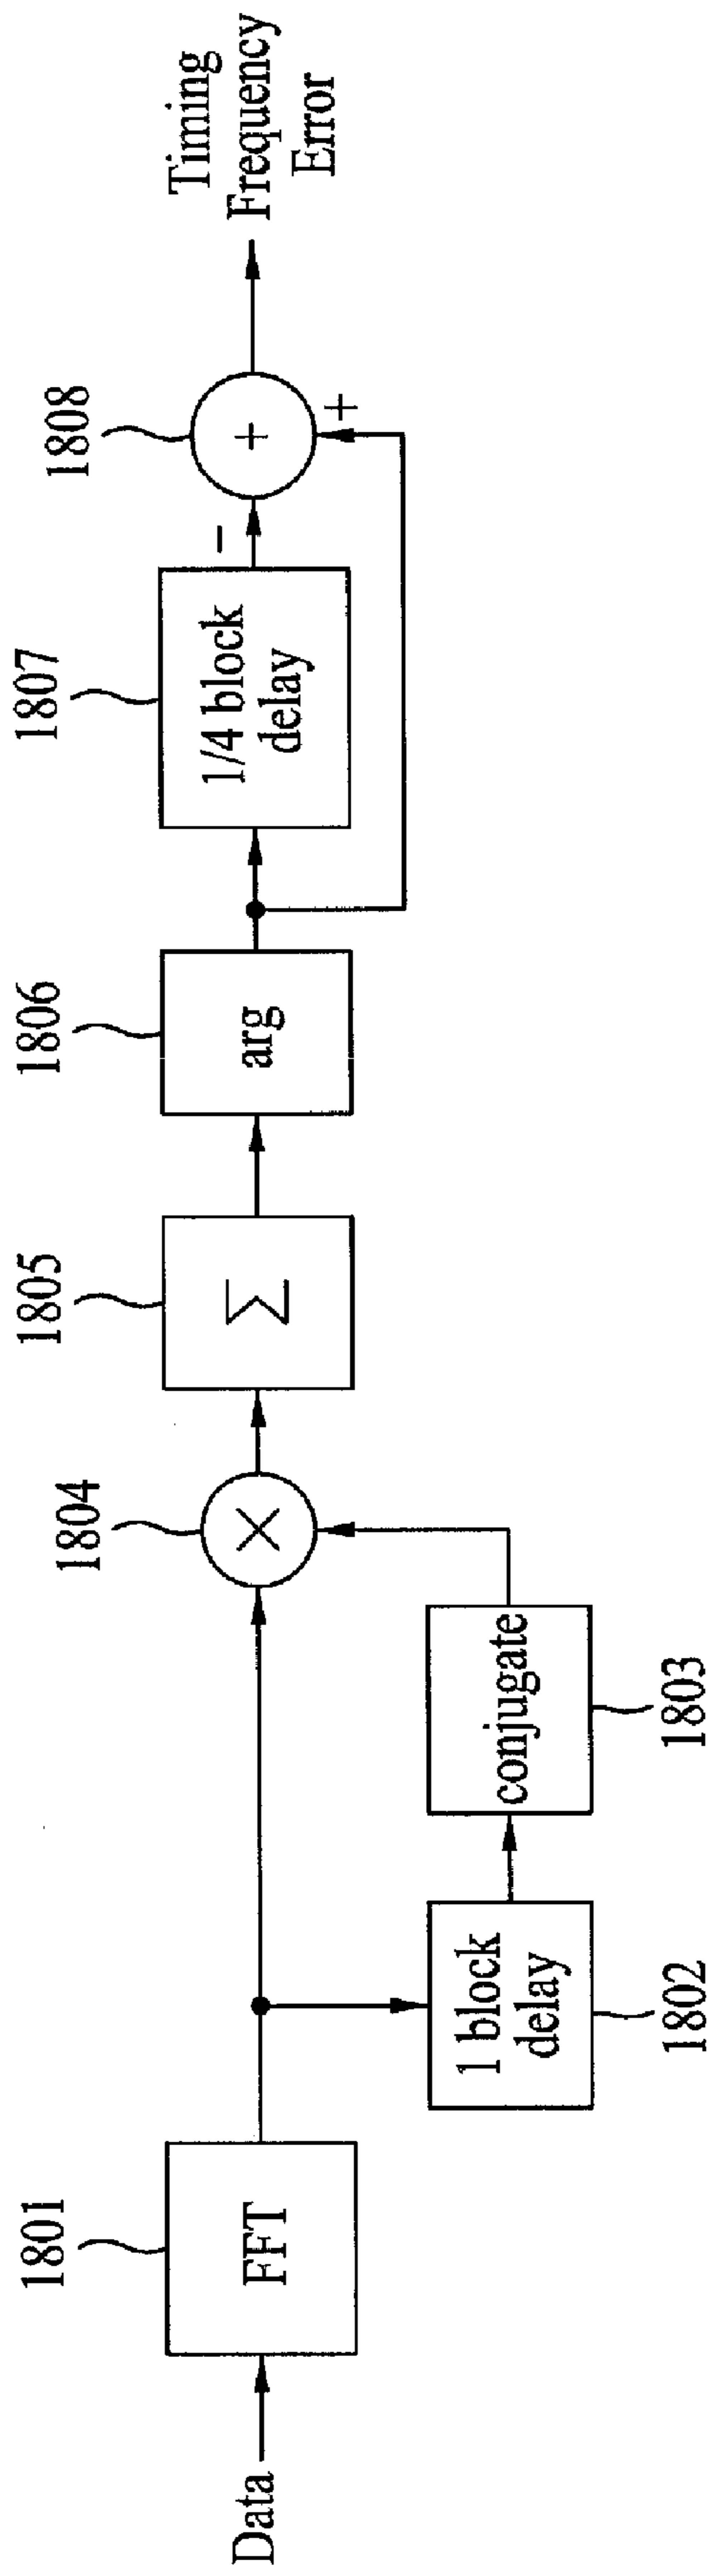 Data
1801
FFT
1 block
delay
1802
conjugate
1803
1804
×
1805
Σ
1806
arg
1807
1/4 block
delay
−
1808
+
+
Timing
Frequency
Error